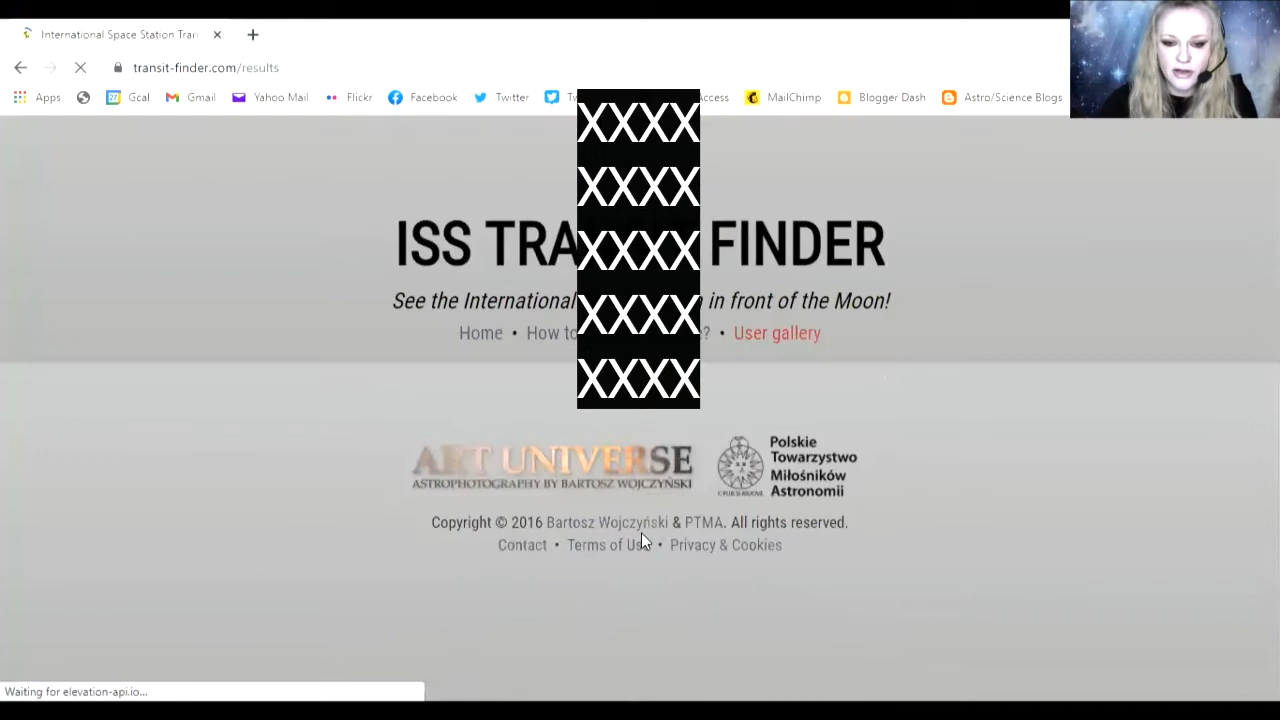 International Space Station Tran
transit-finder.com/results
Apps Gcal Gmail Yahoo Mail Flickr Facebook Twitter Access MailChimp Blogger Dash Astro/Science Blogs
XXXX
XXXX
XXXX
XXXX
XXXX
ISS TRA FINDER
See the International in front of the Moon!
Home • How to ? • User gallery
ART UNIVERSE
ASTROPHOTOGRAPHY BY BARTOSZ WOJCZYŃSKI
Polskie
Towarzystwo
Miłośników
Astronomii
Copyright © 2016 Bartosz Wojczyński & PTMA. All rights reserved.
Contact • Terms of Use • Privacy & Cookies
Waiting for elevation-api.io...